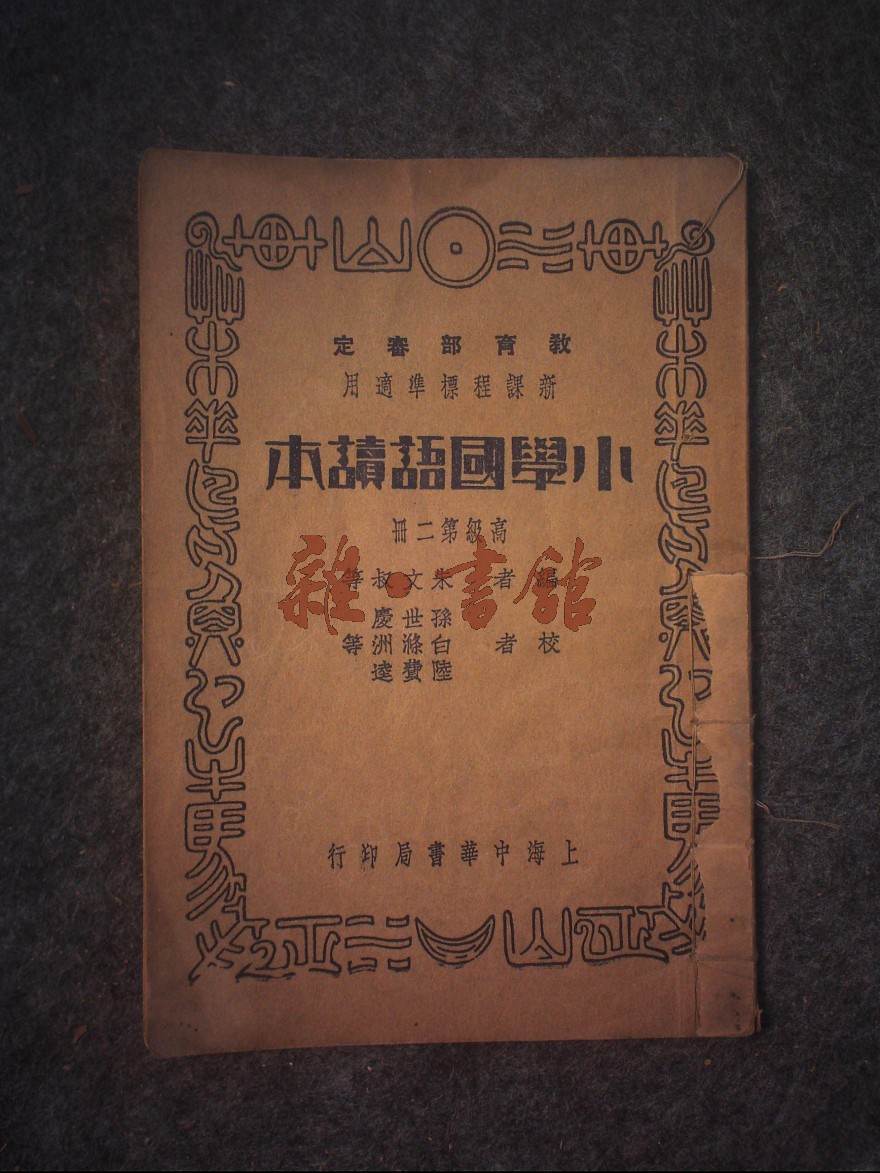 教育部審定
新課程標準適用
小學國語讀本
高級第二冊
編者 朱文叔等
校者 孫世慶 白滌洲 陸費逵 等
上海中華書局印行
雜·書館